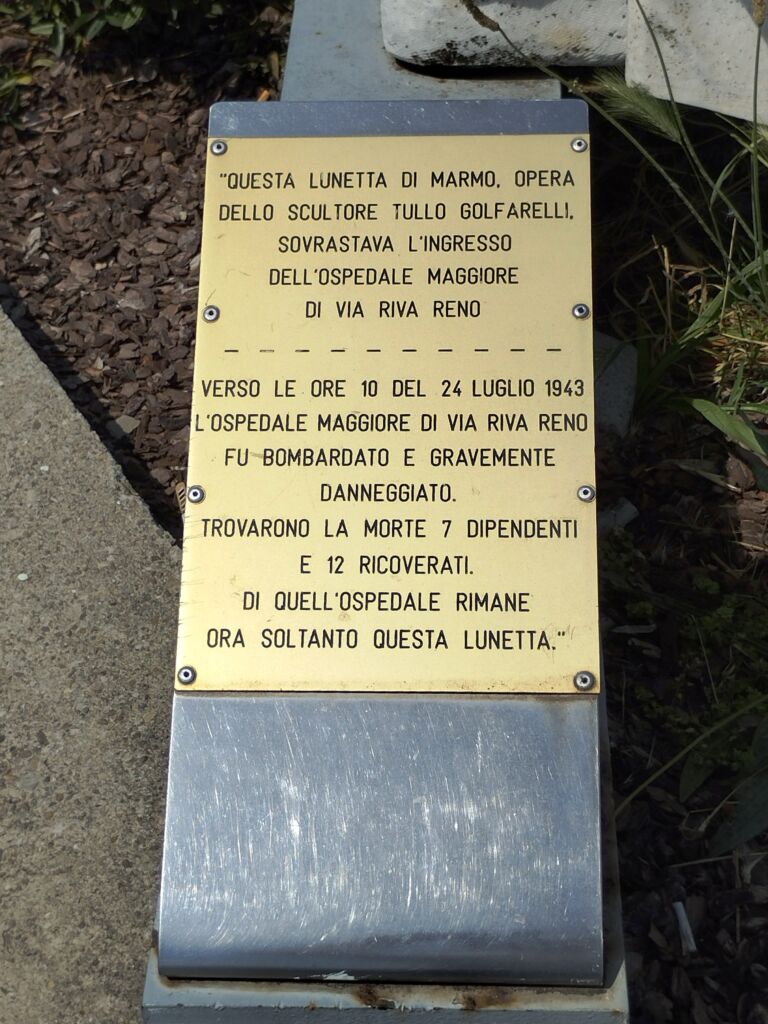 "QUESTA LUNETTA DI MARMO, OPERA
DELLO SCULTORE TULLO GOLFARELLI,
SOVRASTAVA L'INGRESSO
DELL'OSPEDALE MAGGIORE
DI VIA RIVA RENO
– – – – – – – – – –
VERSO LE ORE 10 DEL 24 LUGLIO 1943
L'OSPEDALE MAGGIORE DI VIA RIVA RENO
FU BOMBARDATO E GRAVEMENTE
DANNEGGIATO.
TROVARONO LA MORTE 7 DIPENDENTI
E 12 RICOVERATI.
DI QUELL'OSPEDALE RIMANE
ORA SOLTANTO QUESTA LUNETTA."